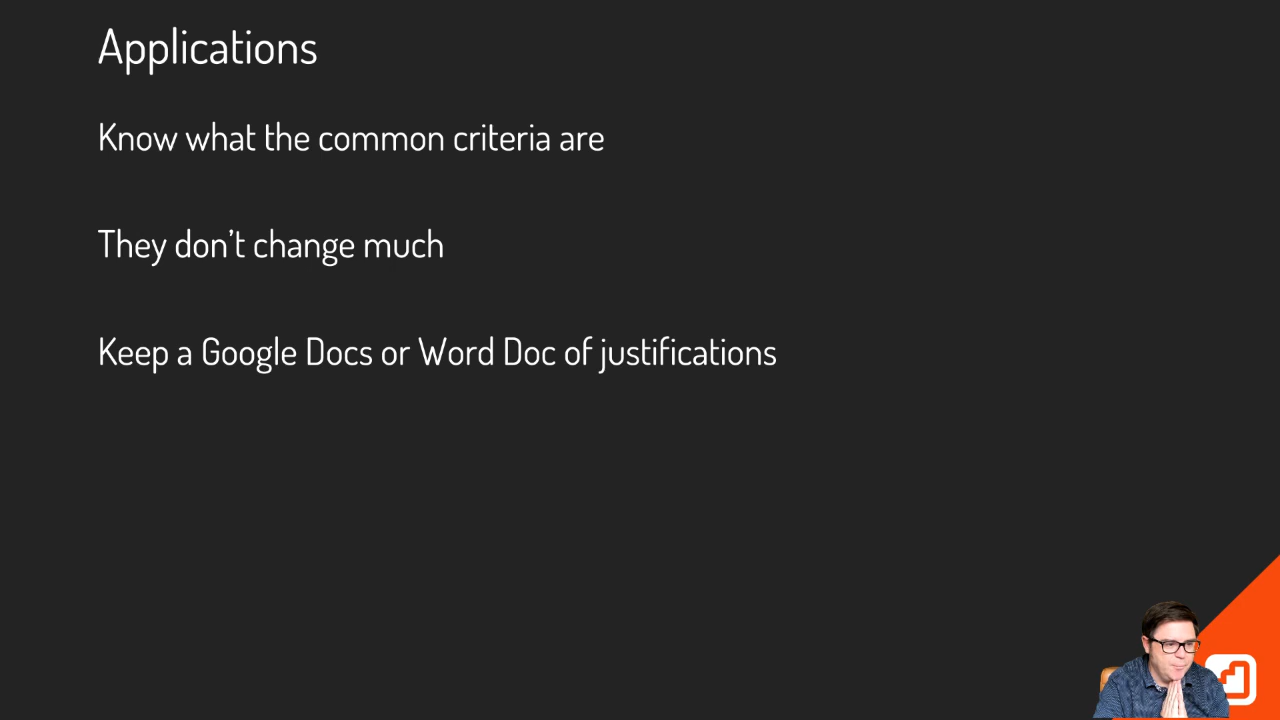 Applications
Know what the common criteria are
They don’t change much
Keep a Google Docs or Word Doc of justifications